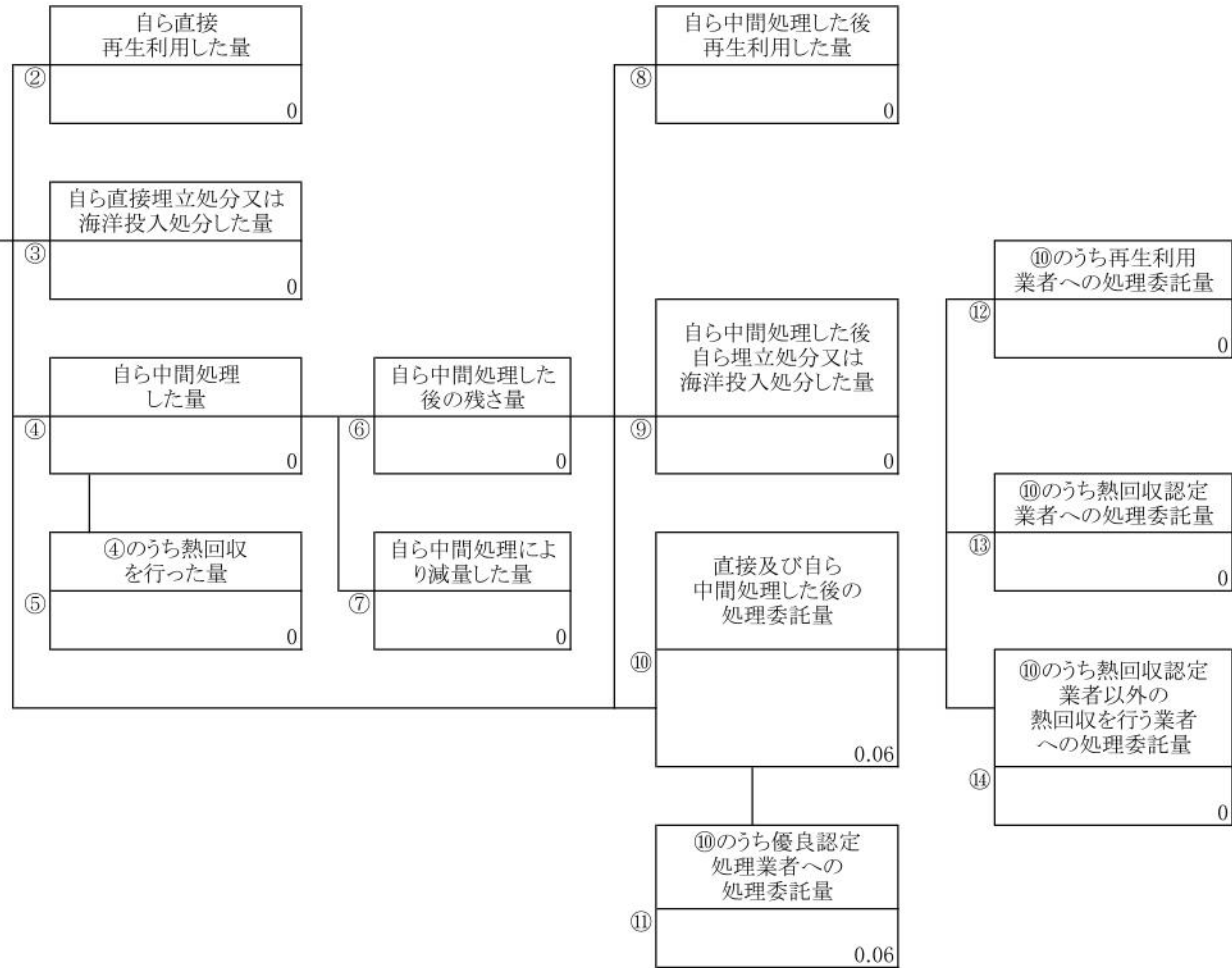 自ら直接
再生利用した量
②
0
自ら直接埋立処分又は
海洋投入処分した量
③
0
自ら中間処理
した量
④
0
④のうち熱回収
を行った量
⑤
0
自ら中間処理した
後の残さ量
⑥
0
自ら中間処理によ
り減量した量
⑦
0
自ら中間処理した後
再生利用した量
⑧
0
自ら中間処理した後
自ら埋立処分又は
海洋投入処分した量
⑨
0
直接及び自ら
中間処理した後の
処理委託量
⑩
0.06
⑩のうち優良認定
処理業者への
処理委託量
⑪
0.06
⑩のうち再生利用
業者への処理委託量
⑫
0
⑩のうち熱回収認定
業者への処理委託量
⑬
0
⑩のうち熱回収認定
業者以外の
熱回収を行う業者
への処理委託量
⑭
0